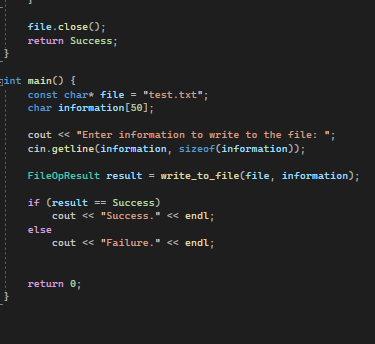 }
file.close();
return Success;
}
int main() {
const char* file = "test.txt";
char information[50];
cout << "Enter information to write to the file: ";
cin.getline(information, sizeof(information));
FileOpResult result = write_to_file(file, information);
if (result == Success)
cout << "Success." << endl;
else
cout << "Failure." << endl;
return 0;
}